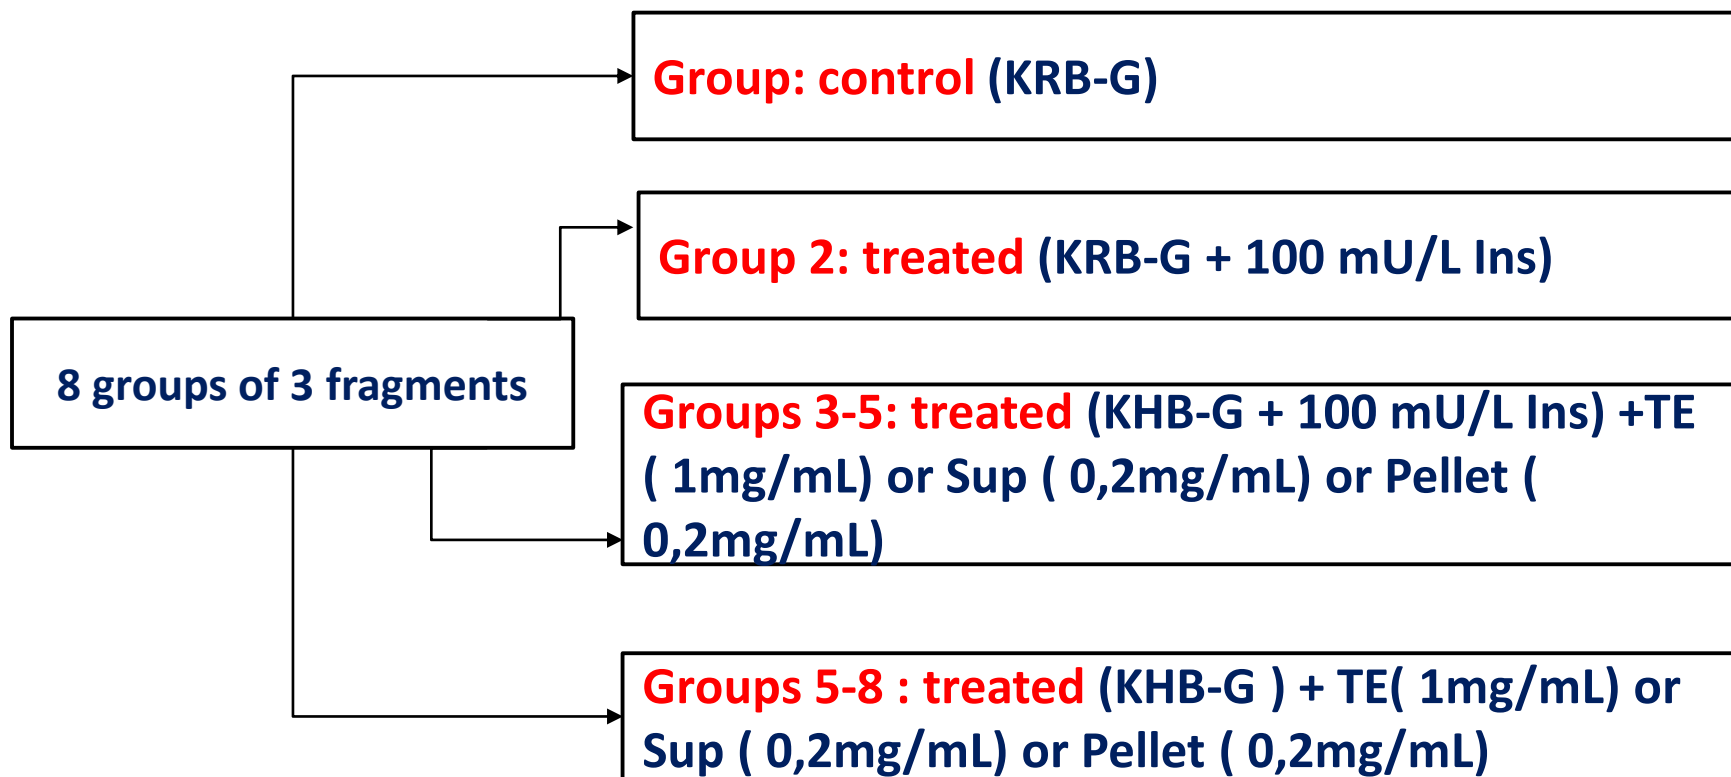 Group: control (KRB-G)
Group 2: treated (KRB-G + 100 mU/L Ins)
8 groups of 3 fragments
Groups 3-5: treated (KHB-G + 100 mU/L Ins) +TE
( 1mg/mL) or Sup ( 0,2mg/mL) or Pellet (
0,2mg/mL)
Groups 5-8 : treated (KHB-G ) + TE( 1mg/mL) or
Sup ( 0,2mg/mL) or Pellet ( 0,2mg/mL)